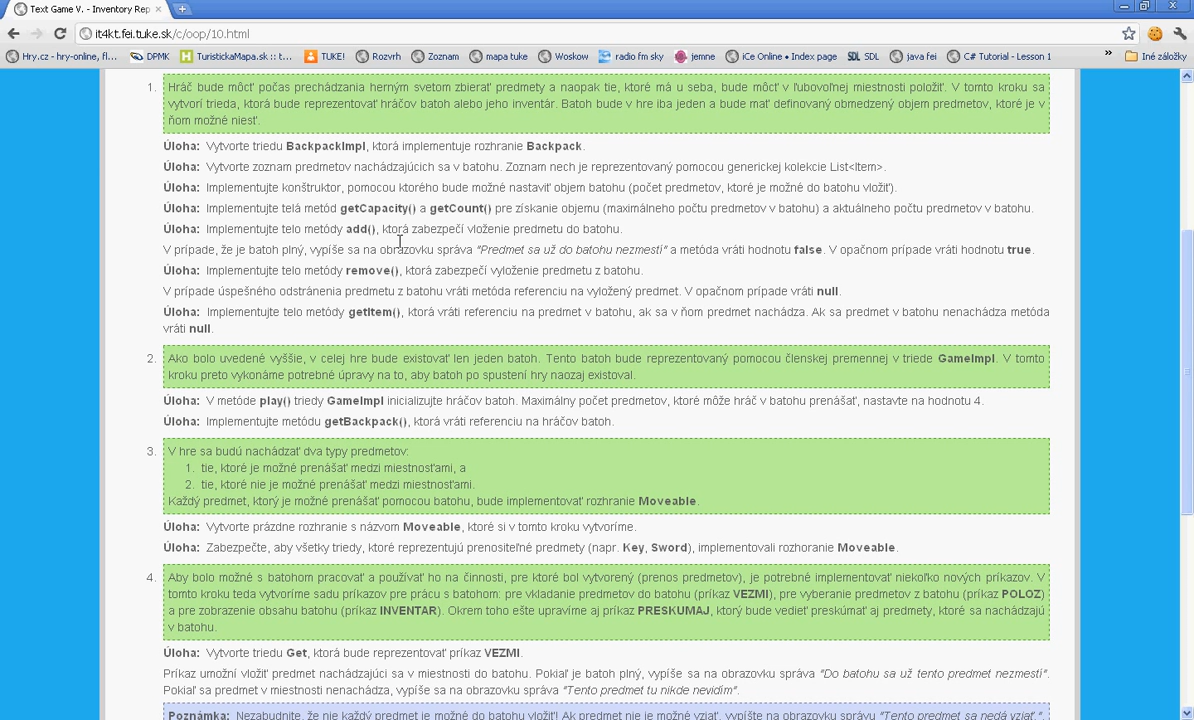 Text Game V. - Inventory Rep
it4kt.fei.tuke.sk/c/oop/10.html
Hry.cz - hry-online, fl... DPMK TuristickaMapa.sk :: t... TUKE! Rozvrh Zoznam mapa tuke Woskow radio fm sky jemne iCe Online • Index page SDL SDL java fei C# Tutorial - Lesson 1 » Iné záložky
1. Hráč bude môcť počas prechádzania herným svetom zbierať predmety a naopak tie, ktoré má u seba, bude môcť v ľubovoľnej miestnosti položiť. V tomto kroku sa
vytvorí trieda, ktorá bude reprezentovať hráčov batoh alebo jeho inventár. Batoh bude v hre iba jeden a bude mať definovaný obmedzený objem predmetov, ktoré je v
ňom možné niesť.
Úloha: Vytvorte triedu BackpackImpl, ktorá implementuje rozhranie Backpack.
Úloha: Vytvorte zoznam predmetov nachádzajúcich sa v batohu. Zoznam nech je reprezentovaný pomocou generickej kolekcie List<Item>.
Úloha: Implementujte konštruktor, pomocou ktorého bude možné nastaviť objem batohu (počet predmetov, ktoré je možné do batohu vložiť).
Úloha: Implementujte telá metód getCapacity() a getCount() pre získanie objemu (maximálneho počtu predmetov v batohu) a aktuálneho počtu predmetov v batohu.
Úloha: Implementujte telo metódy add(), ktorá zabezpečí vloženie predmetu do batohu.
V prípade, že je batoh plný, vypíše sa na obrazovku správa "Predmet sa už do batohu nezmestí" a metóda vráti hodnotu false. V opačnom prípade vráti hodnotu true.
Úloha: Implementujte telo metódy remove(), ktorá zabezpečí vyloženie predmetu z batohu.
V prípade úspešného odstránenia predmetu z batohu vráti metóda referenciu na vyložený predmet. V opačnom prípade vráti null.
Úloha: Implementujte telo metódy getItem(), ktorá vráti referenciu na predmet v batohu, ak sa v ňom predmet nachádza. Ak sa predmet v batohu nenachádza metóda
vráti null.
2. Ako bolo uvedené vyššie, v celej hre bude existovať len jeden batoh. Tento batoh bude reprezentovaný pomocou členskej premennej v triede GameImpl. V tomto
kroku preto vykonáme potrebné úpravy na to, aby batoh po spustení hry naozaj existoval.
Úloha: V metóde play() triedy GameImpl inicializujte hráčov batoh. Maximálny počet predmetov, ktoré môže hráč v batohu prenášať, nastavte na hodnotu 4.
Úloha: Implementujte metódu getBackpack(), ktorá vráti referenciu na hráčov batoh.
3. V hre sa budú nachádzať dva typy predmetov:
1. tie, ktoré je možné prenášať medzi miestnosťami, a
2. tie, ktoré nie je možné prenášať medzi miestnosťami.
Každý predmet, ktorý je možné prenášať pomocou batohu, bude implementovať rozhranie Moveable.
Úloha: Vytvorte prázdne rozhranie s názvom Moveable, ktoré si v tomto kroku vytvoríme.
Úloha: Zabezpečte, aby všetky triedy, ktoré reprezentujú prenositeľné predmety (napr. Key, Sword), implementovali rozhoranie Moveable.
4. Aby bolo možné s batohom pracovať a používať ho na činnosti, pre ktoré bol vytvorený (prenos predmetov), je potrebné implementovať niekoľko nových príkazov. V
tomto kroku teda vytvoríme sadu príkazov pre prácu s batohom: pre vkladanie predmetov do batohu (príkaz VEZMI), pre vyberanie predmetov z batohu (príkaz POLOZ)
a pre zobrazenie obsahu batohu (príkaz INVENTAR). Okrem toho ešte upravíme aj príkaz PRESKUMAJ, ktorý bude vedieť preskúmať aj predmety, ktoré sa nachádzajú
v batohu.
Úloha: Vytvorte triedu Get, ktorá bude reprezentovať príkaz VEZMI.
Príkaz umožní vložiť predmet nachádzajúci sa v miestnosti do batohu. Pokiaľ je batoh plný, vypíše sa na obrazovku správa "Do batohu sa už tento predmet nezmestí".
Pokiaľ sa predmet v miestnosti nenachádza, vypíše sa na obrazovku správa "Tento predmet tu nikde nevidím".
Poznámka: Nezabudnite, že nie každý predmet je možné do batohu vložiť! Ak predmet nie je možné vziať, vypíšte na obrazovku správu "Tento predmet sa nedá vziať."